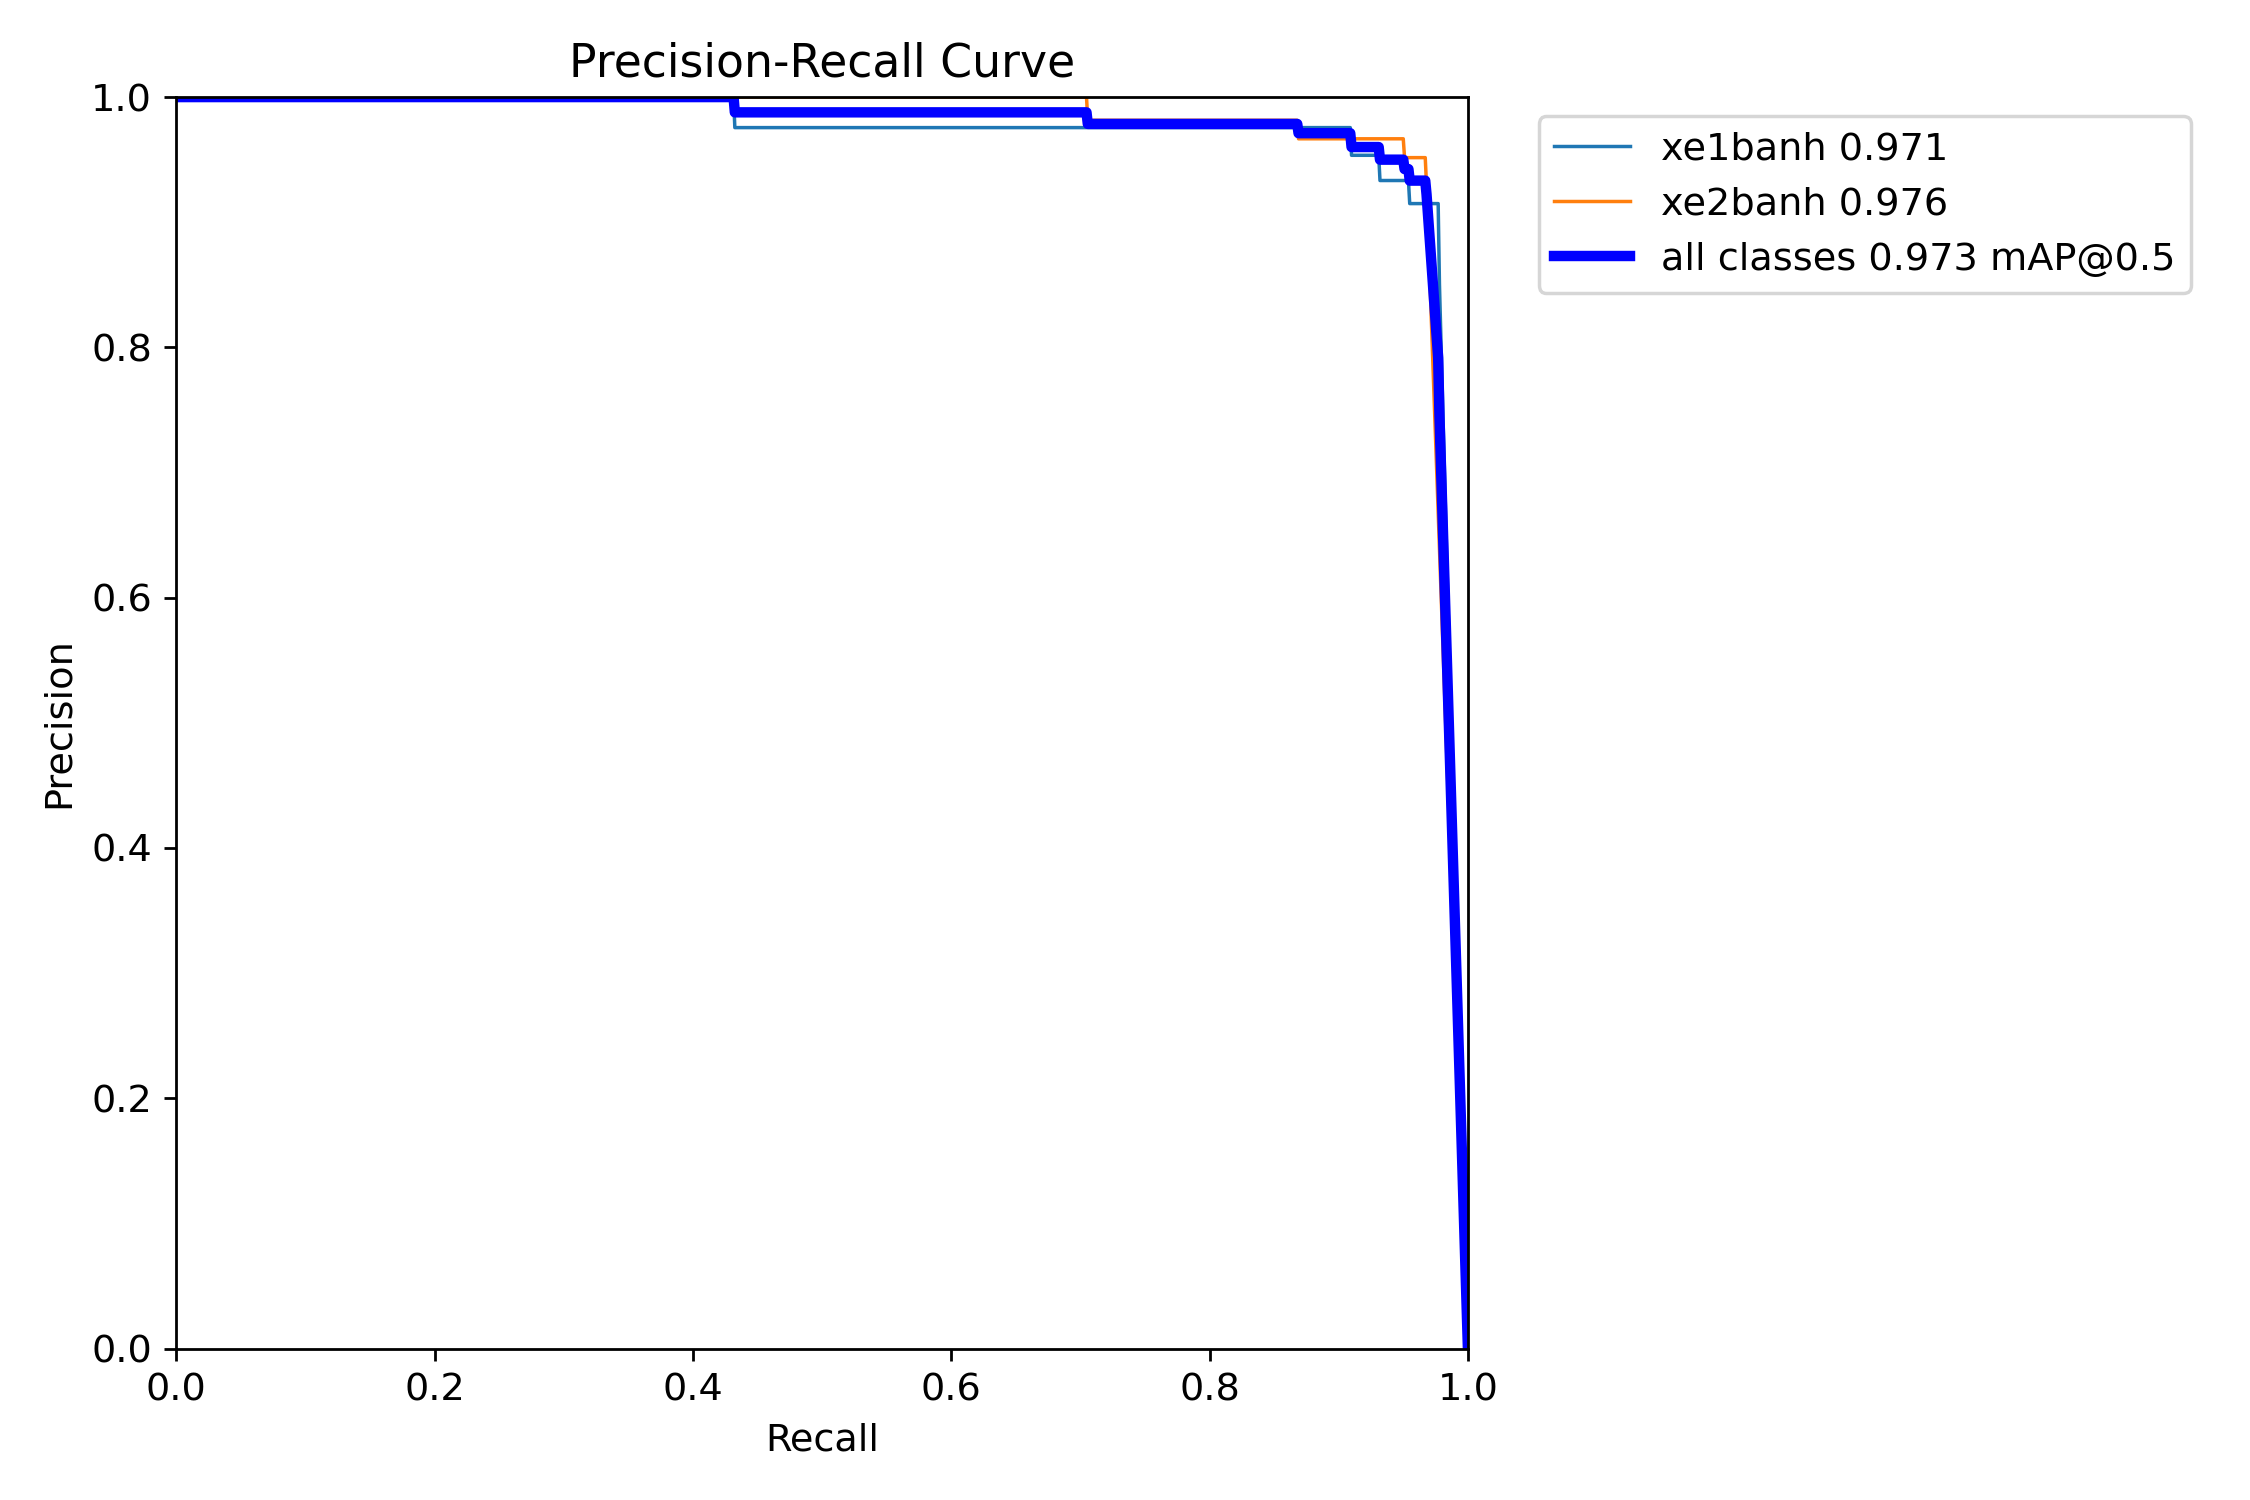 Precision-Recall Curve
xe1banh 0.971
xe2banh 0.976
all classes 0.973 mAP@0.5
Precision
1.0
0.8
0.6
0.4
0.2
0.0
0.0 0.2 0.4 0.6 0.8 1.0
Recall